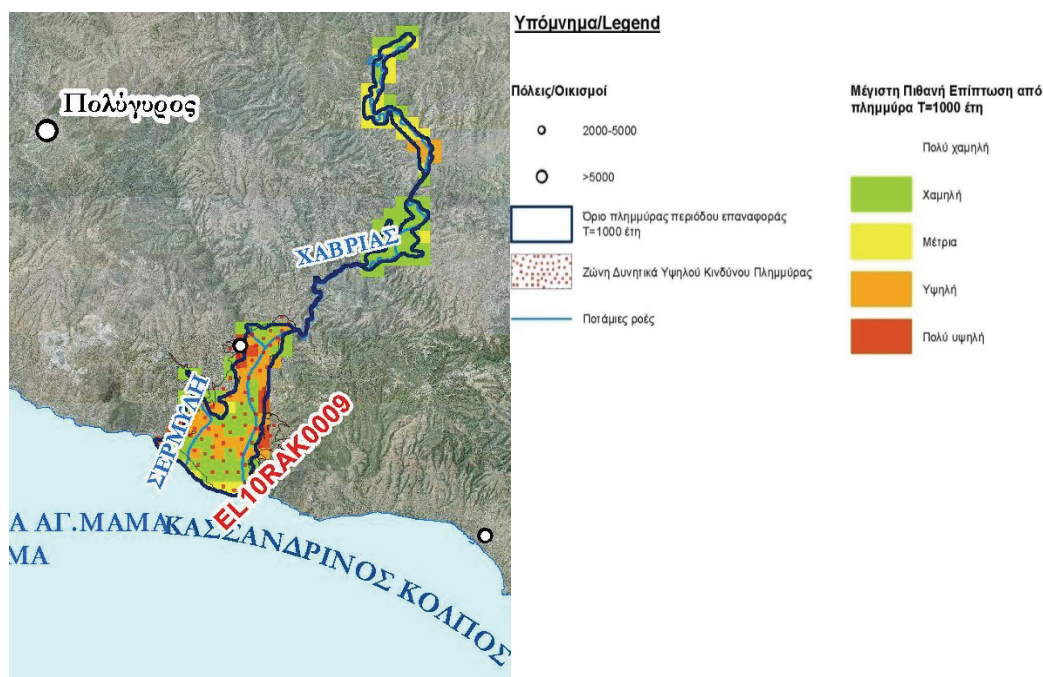 Πολύγυρος
ΧΑΒΡΙΑΣ
ΣΕΡΜΥΛΗ
EL10RAK0009
Α ΑΓ.ΜΑΜΑ
ΜΑ
ΚΑΣΣΑΝΔΡΙΝΟΣ ΚΟΛΠΟΣ
Υπόμνημα/Legend
Πόλεις/Οικισμοί
2000-5000
>5000
Όριο πλημμύρας περιόδου επαναφοράς
T=1000 έτη
Ζώνη Δυνητικά Υψηλού Κινδύνου Πλημμύρας
Ποτάμιες ροές
Μέγιστη Πιθανή Επίπτωση από
πλημμύρα T=1000 έτη
Πολύ χαμηλή
Χαμηλή
Μέτρια
Υψηλή
Πολύ υψηλή